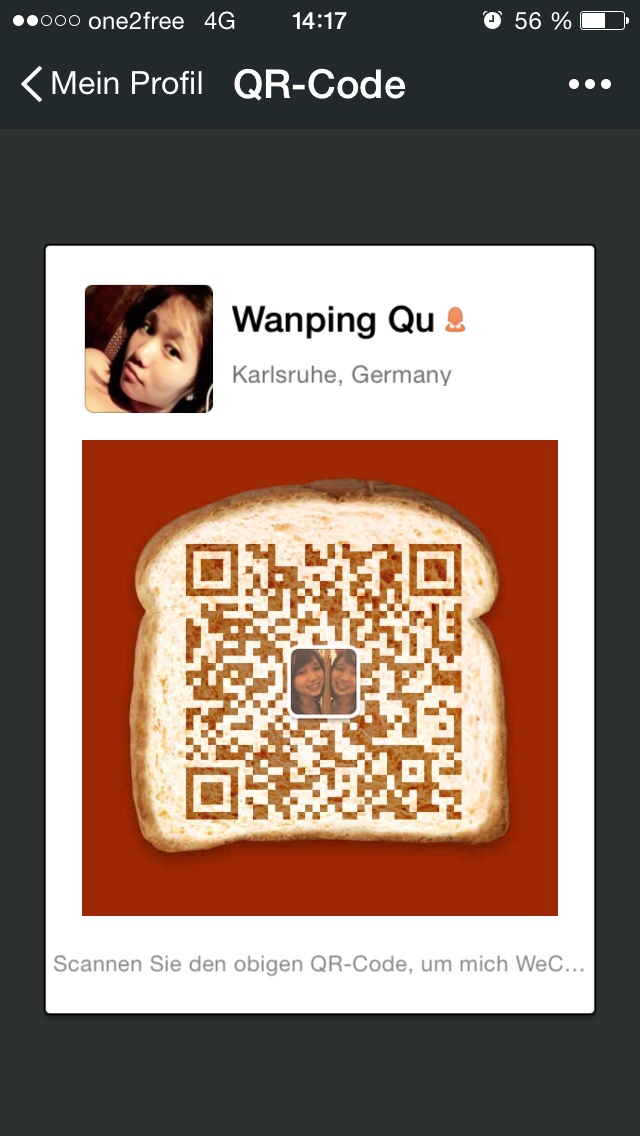 one2free 4G 14:17 56 %
Mein Profil QR-Code
Wanping Qu
Karlsruhe, Germany
Scannen Sie den obigen QR-Code, um mich WeC...